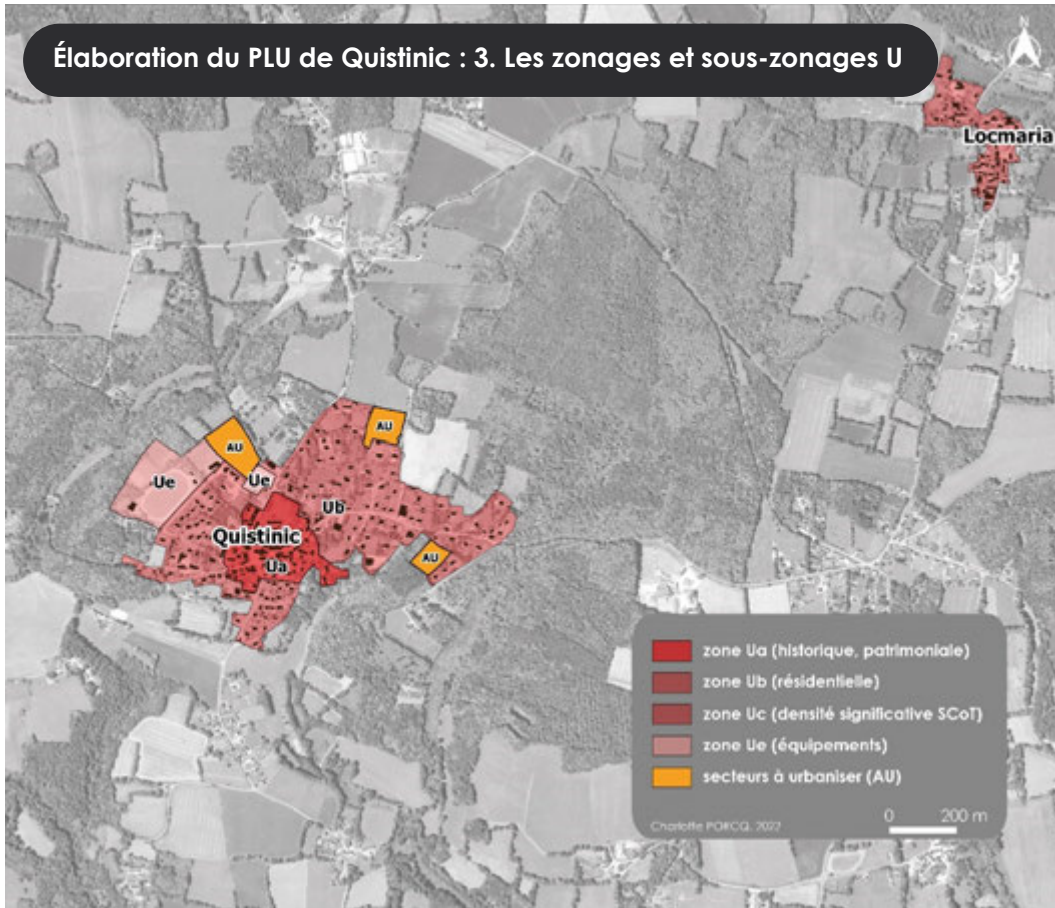 Élaboration du PLU de Quistinic : 3. Les zonages et sous-zonages U
N
Locmaria
AU
AU
Ue
Ue
Ub
Quistinic
AU
Ua
zone Ua (historique, patrimoniale)
zone Ub (résidentielle)
zone Uc (densité significative SCoT)
zone Ue (équipements)
secteurs à urbaniser (AU)
0 200 m
Charlotte PORCQ, 2022